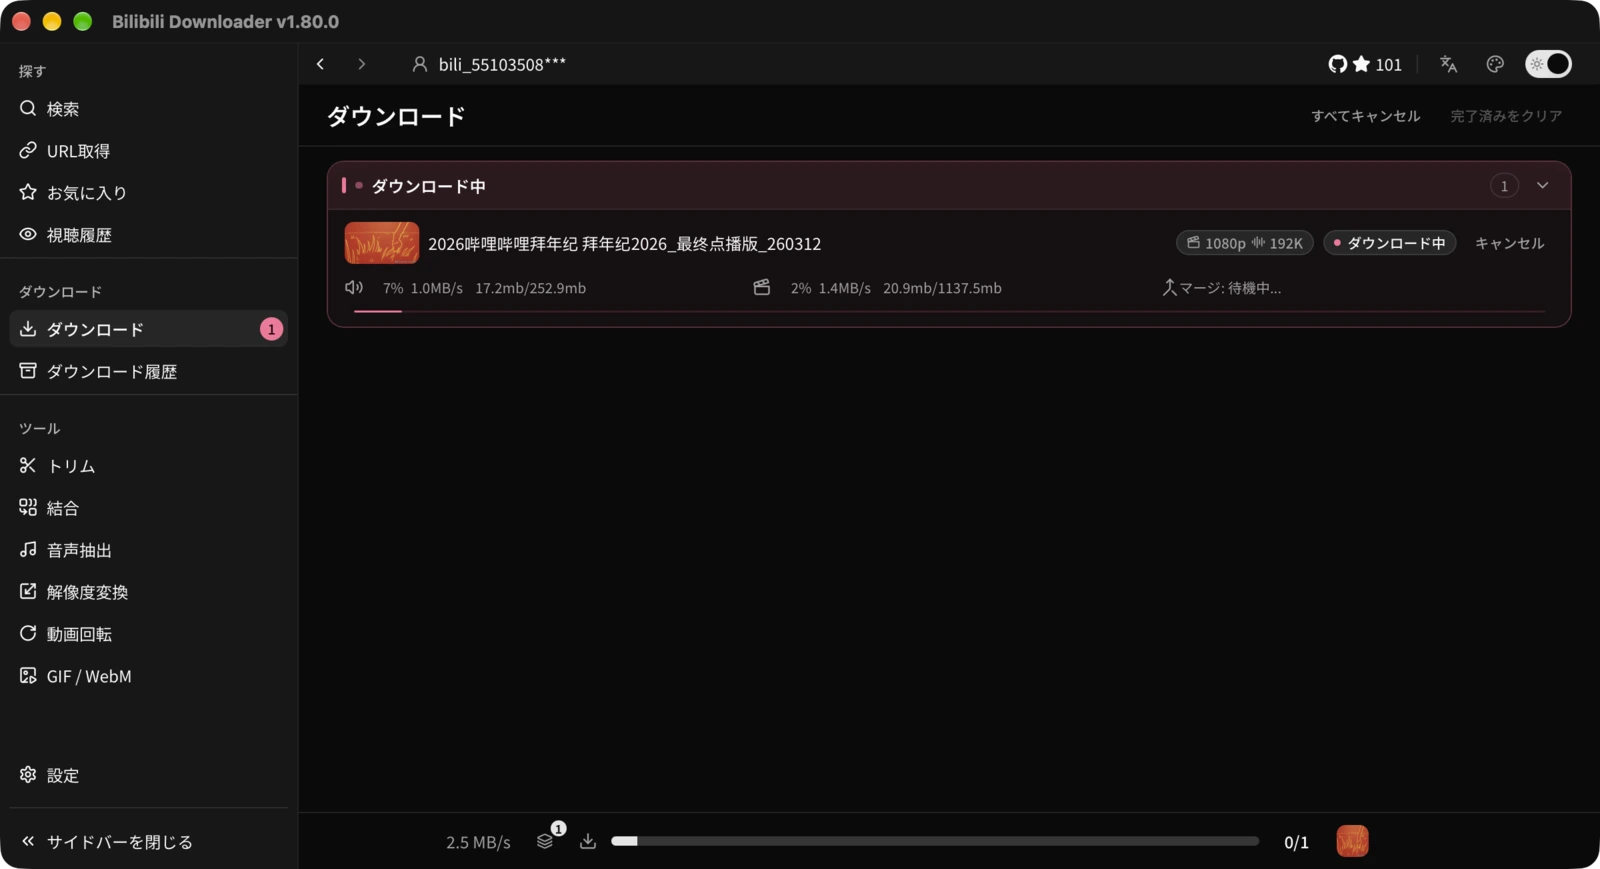 Bilibili Downloader v1.80.0
探す
検索
URL取得
お気に入り
視聴履歴
ダウンロード
ダウンロード 1
ダウンロード履歴
ツール
トリム
結合
音声抽出
解像度変換
動画回転
GIF / WebM
設定
サイドバーを閉じる
bili_55103508***
101
ダウンロード
すべてキャンセル
完了済みをクリア
ダウンロード中
1
2026哔哩哔哩拜年纪 拜年纪2026_最终点播版_260312
1080p 192K
ダウンロード中
キャンセル
7% 1.0MB/s 17.2mb/252.9mb
2% 1.4MB/s 20.9mb/1137.5mb
マージ: 待機中...
2.5 MB/s
1
0/1